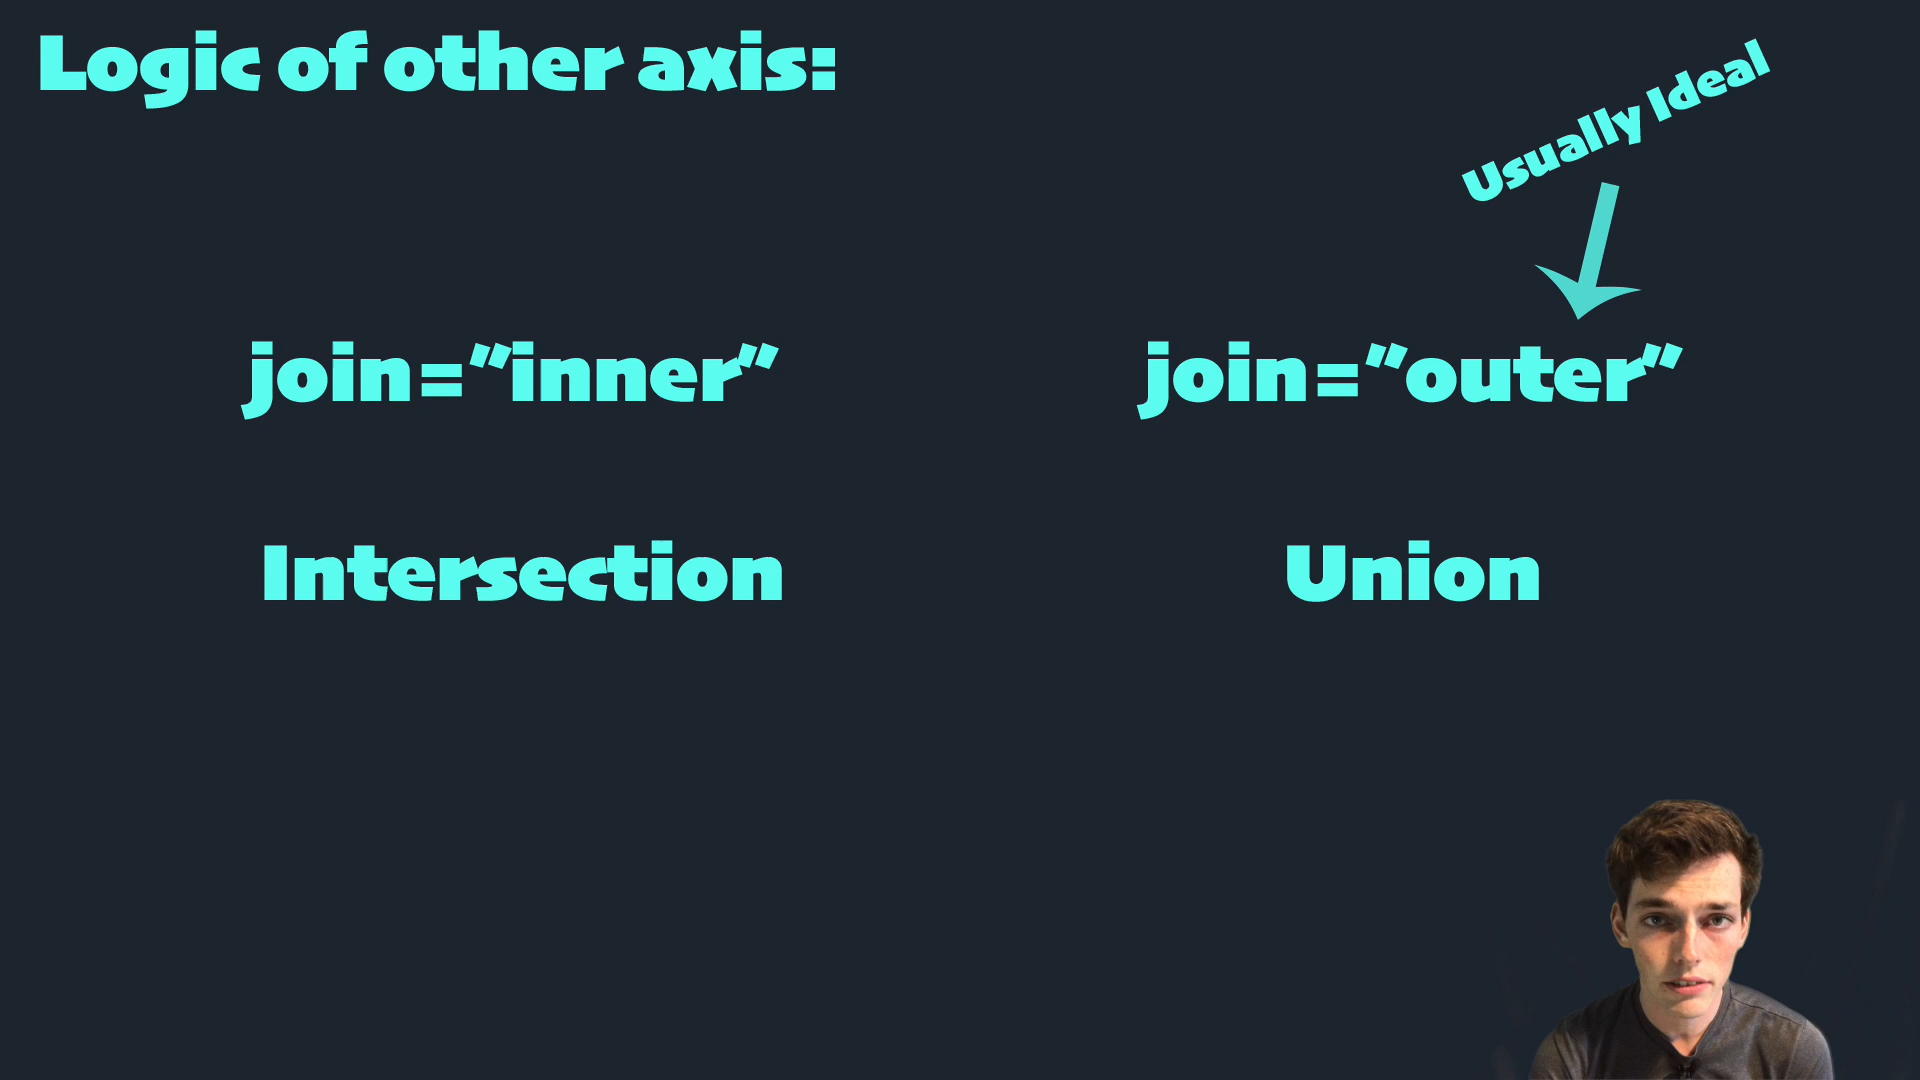 Logic of other axis:
Usually Ideal
join="inner"
join="outer"
Intersection
Union